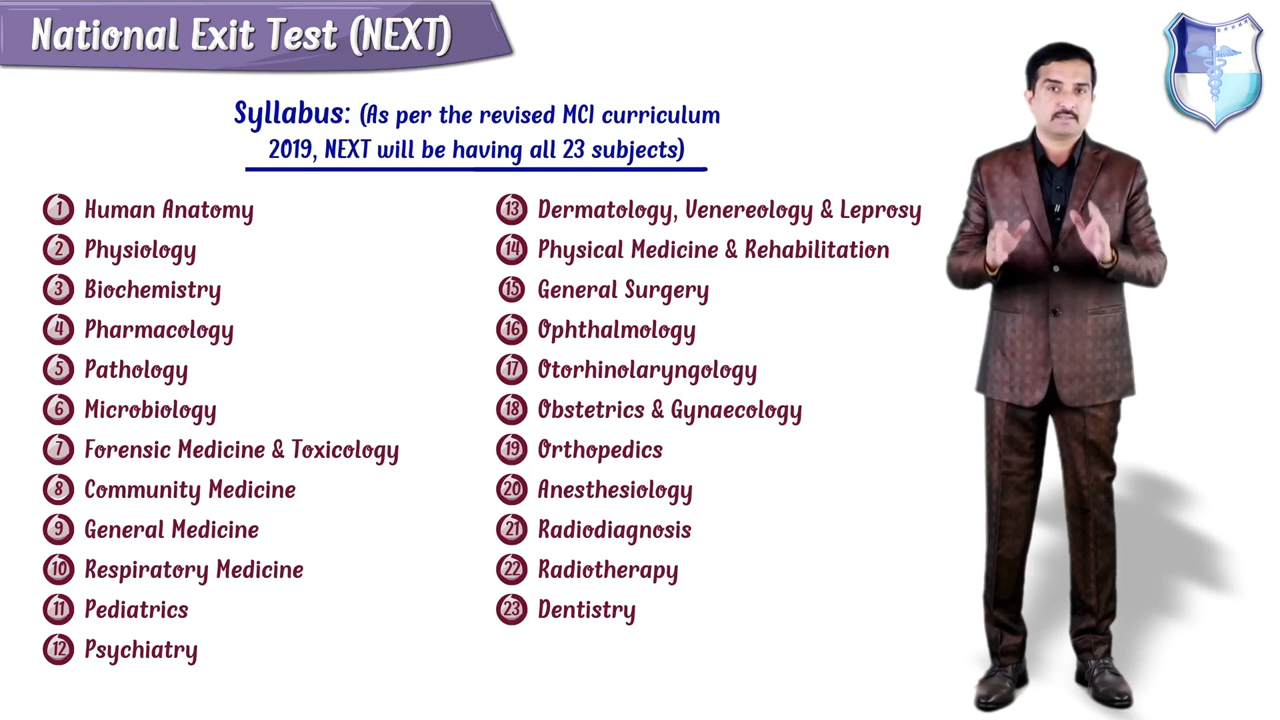 National Exit Test (NEXT)
Syllabus: (As per the revised MCI curriculum
2019, NEXT will be having all 23 subjects)
1 Human Anatomy
2 Physiology
3 Biochemistry
4 Pharmacology
5 Pathology
6 Microbiology
7 Forensic Medicine & Toxicology
8 Community Medicine
9 General Medicine
10 Respiratory Medicine
11 Pediatrics
12 Psychiatry
13 Dermatology, Venereology & Leprosy
14 Physical Medicine & Rehabilitation
15 General Surgery
16 Ophthalmology
17 Otorhinolaryngology
18 Obstetrics & Gynaecology
19 Orthopedics
20 Anesthesiology
21 Radiodiagnosis
22 Radiotherapy
23 Dentistry